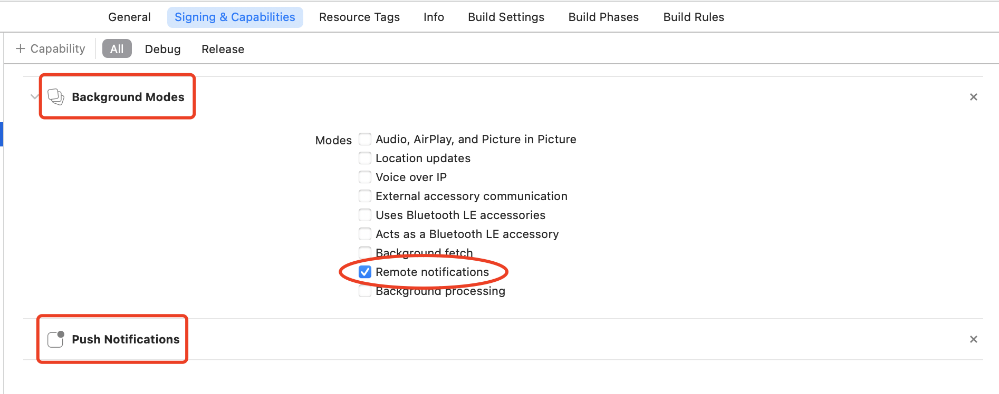 General Signing & Capabilities Resource Tags Info Build Settings Build Phases Build Rules
+ Capability All Debug Release
Background Modes
Modes Audio, AirPlay, and Picture in Picture
Location updates
Voice over IP
External accessory communication
Uses Bluetooth LE accessories
Acts as a Bluetooth LE accessory
Background fetch
Remote notifications
Background processing
Push Notifications